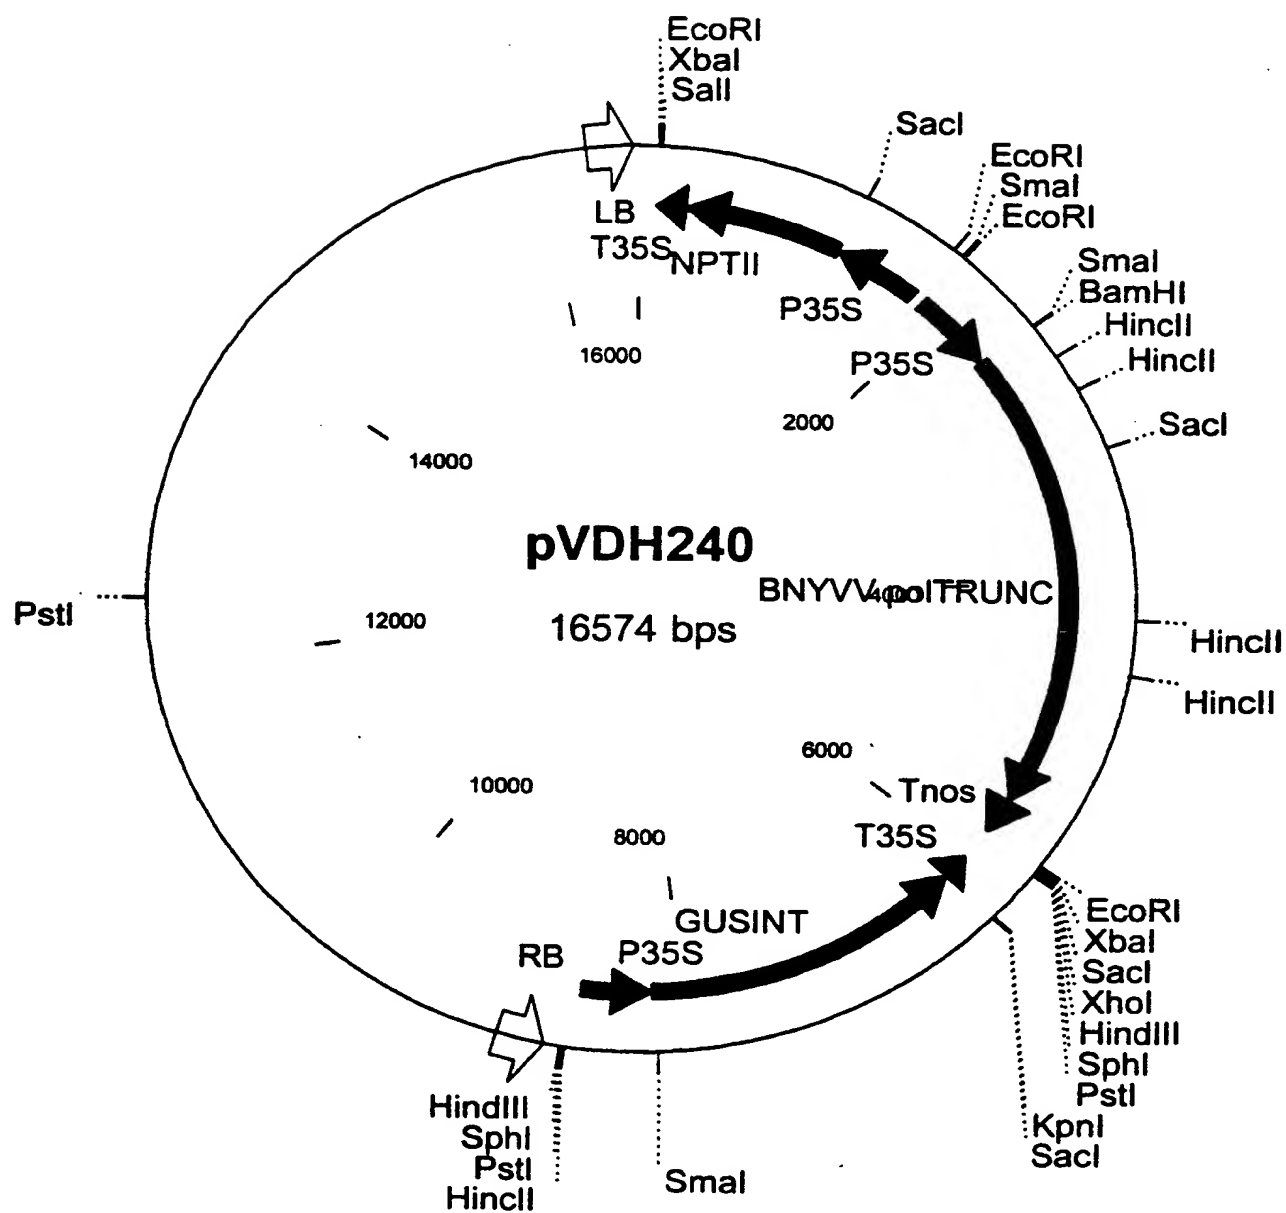 EcoRI
XbaI
SalI
SacI
EcoRI
SmaI
EcoRI
LB
T35S
NPTII
P35S
P35S
SmaI
BamHI
HincII
HincII
SacI
16000
2000
14000
pVDH240
16574 bps
BNYVV polTRUNC
4000
PstI
12000
HincII
HincII
6000
Tnos
T35S
10000
8000
GUSINT
P35S
RB
EcoRI
XbaI
SacI
XhoI
HindIII
SphI
PstI
KpnI
SacI
HindIII
SphI
PstI
HincII
SmaI